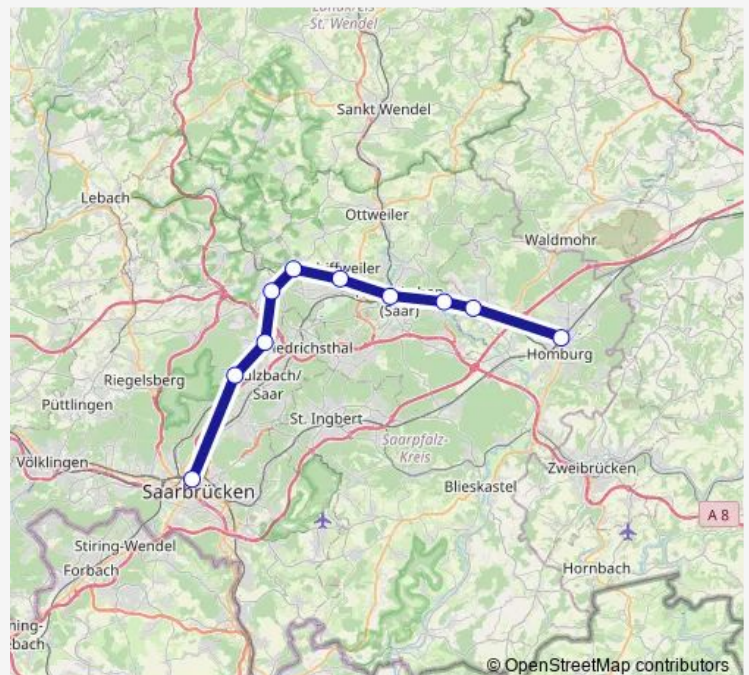 St. Wendel
Sankt Wendel
Lebach
Ottweiler
Waldmohr
(Saar)
Homburg
Riegelsberg
Saar
Püttlingen
St. Ingbert
Saarpfalz-
Kreis
Völklingen
Zweibrücken
Saarbrücken
Blieskastel
A 8
Stiring-Wendel
Forbach
Hornbach
© OpenStreetMap contributors